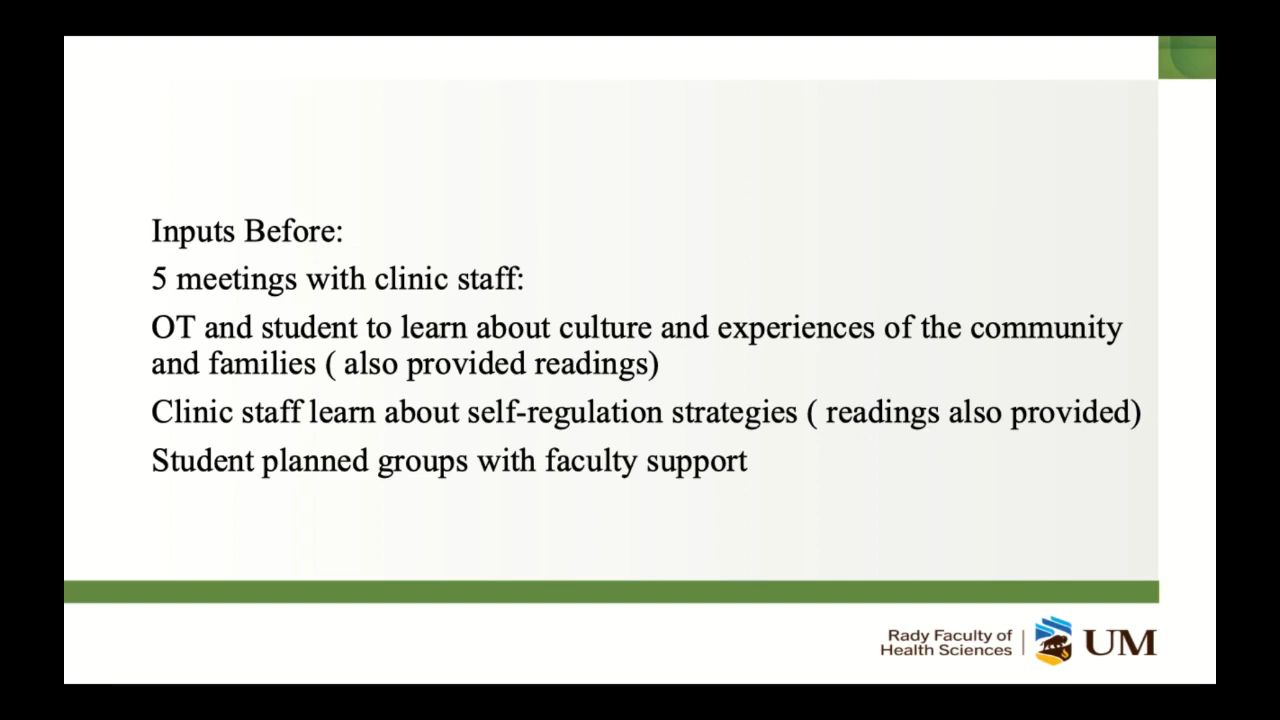 Inputs Before:
5 meetings with clinic staff:
OT and student to learn about culture and experiences of the community
and families ( also provided readings)
Clinic staff learn about self-regulation strategies ( readings also provided)
Student planned groups with faculty support
Rady Faculty of
Health Sciences
UM